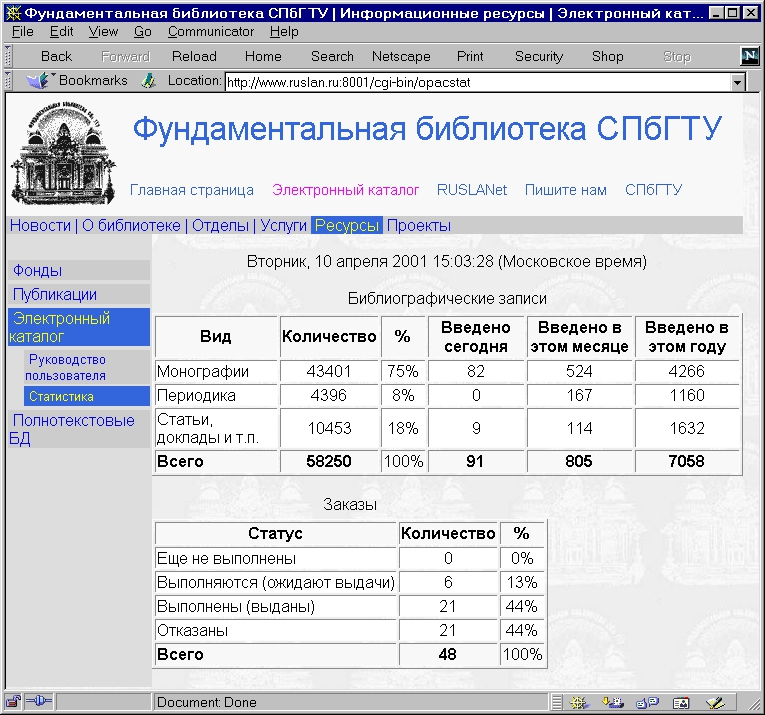 Фундаментальная библиотека СПбГТУ | Информационные ресурсы | Электронный кат...
File Edit View Go Communicator Help
Back Forward Reload Home Search Netscape Print Security Shop Stop
N
Bookmarks Location: http://www.ruslan.ru:8001/cgi-bin/opacstat
Фундаментальная библиотека СПбГТУ
Главная страница Электронный каталог RUSLANet Пишите нам СПбГТУ
Новости | О библиотеке | Отделы | Услуги Ресурсы Проекты
Фонды
Публикации
Электронный
каталог
Руководство
пользователя
Статистика
Полнотекстовые
БД
Вторник, 10 апреля 2001 15:03:28 (Московское время)
Библиографические записи
Вид Количество % Введено сегодня Введено в этом месяце Введено в этом году
Монографии 43401 75% 82 524 4266
Периодика 4396 8% 0 167 1160
Статьи,
доклады и т.п. 10453 18% 9 114 1632
Всего 58250 100% 91 805 7058
Заказы
Статус Количество %
Еще не выполнены 0 0%
Выполняются (ожидают выдачи) 6 13%
Выполнены (выданы) 21 44%
Отказаны 21 44%
Всего 48 100%
Document: Done